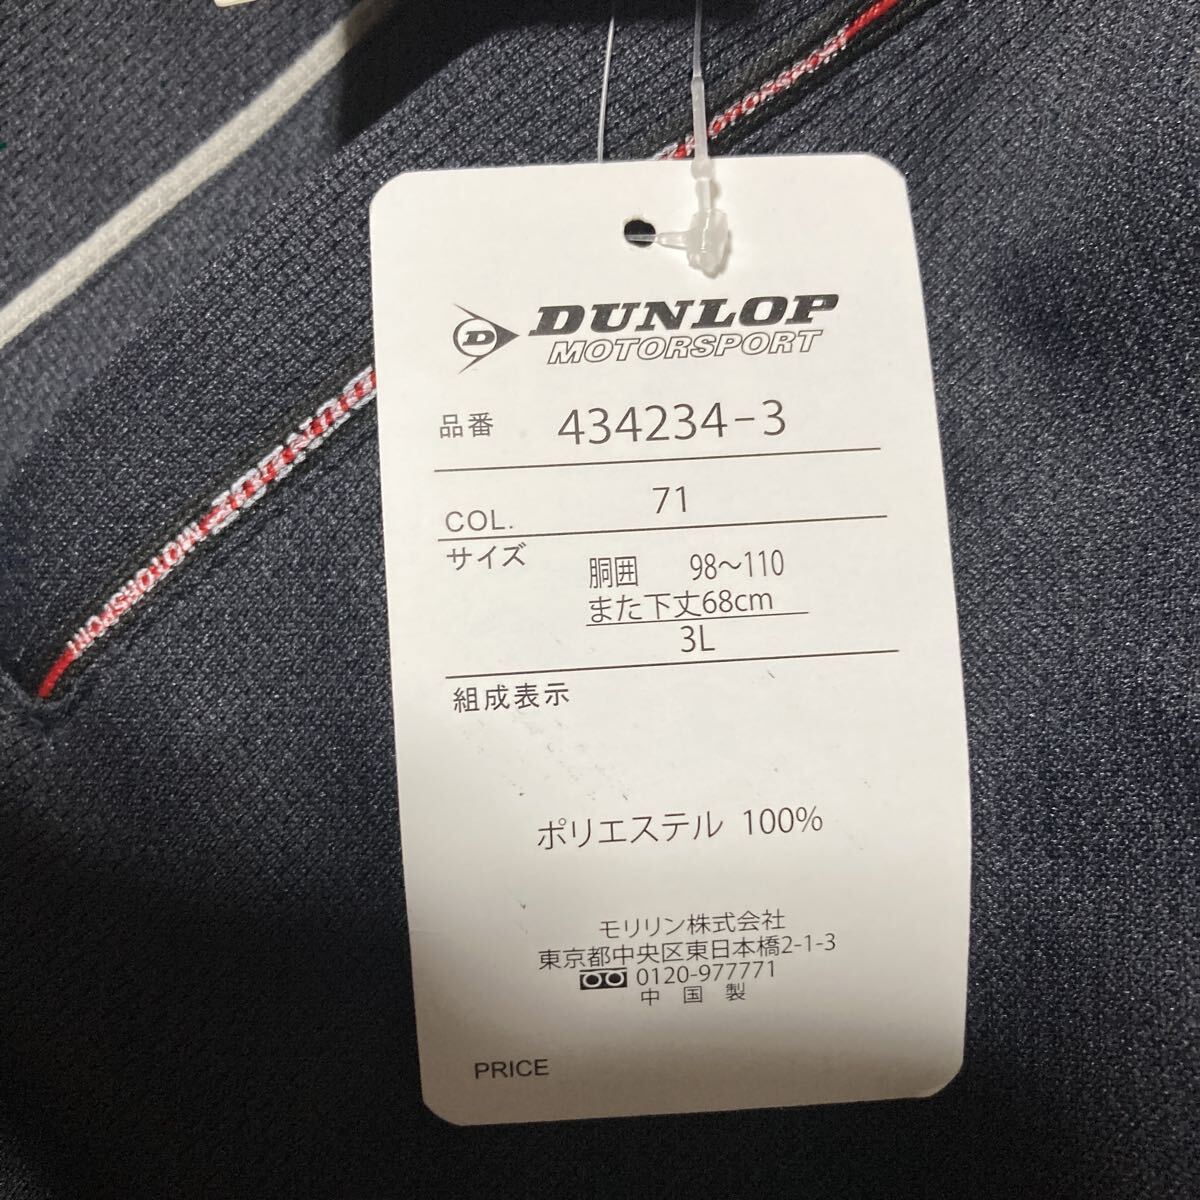 D DUNLOP
MOTORSPORT
品番 434234-3
COL. 71
サイズ
胴囲 98～110
また下丈68cm
3L
組成表示
ポリエステル 100%
モリリン株式会社
東京都中央区東日本橋2-1-3
0120-977771
中国製
PRICE
MOTORSPORT